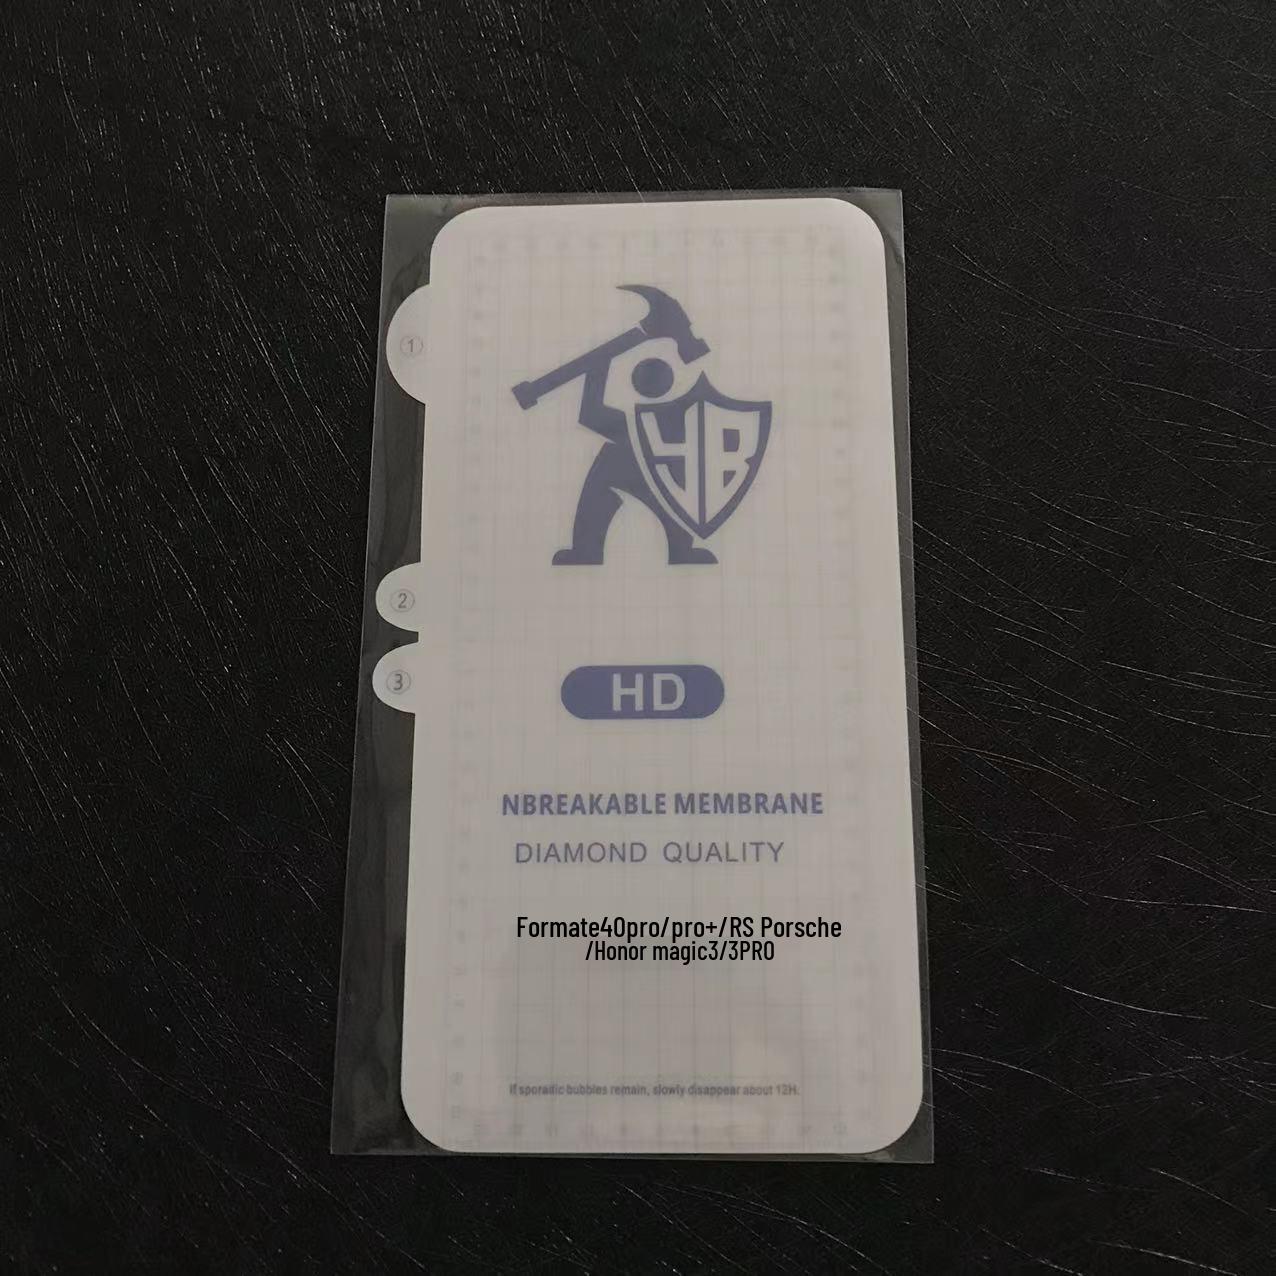 ①
YB
②
HD
③
NBREAKABLE MEMBRANE
DIAMOND QUALITY
Formate40pro/pro+/RS Porsche
/Honor magic3/3PRO
If sporadic bubbles remain, slowly disappear about 12H.